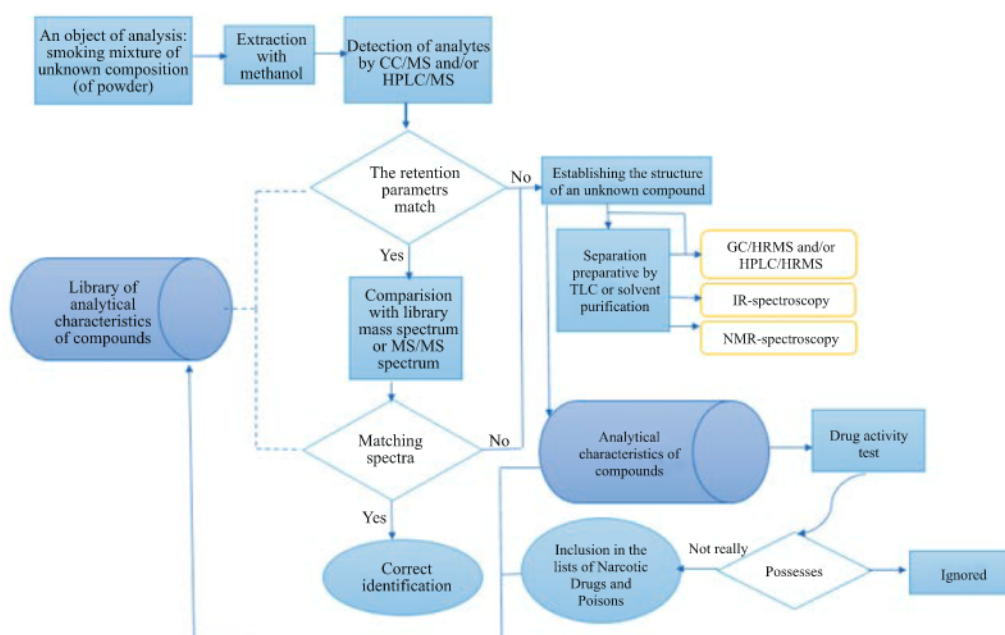 An object of analysis:
smoking mixture of
unknown composition
(of powder)
Extraction
with
methanol
Detection of analytes
by CC/MS and/or
HPLC/MS
The retention
parametrs
match
No
Establishing the structure
of an unknown compound
Yes
Separation
preparative by
TLC or solvent
purification
GC/HRMS and/or
HPLC/HRMS
IR-spectroscopy
NMR-spectroscopy
Library of
analytical
characteristics
of compounds
Comparision
with library
mass spectrum
or MS/MS
spectrum
Matching
spectra
No
Analytical
characteristics of
compounds
Drug activity
test
Yes
Correct
identification
Inclusion in the
lists of Narcotic
Drugs and
Poisons
Not really
Possesses
Ignored